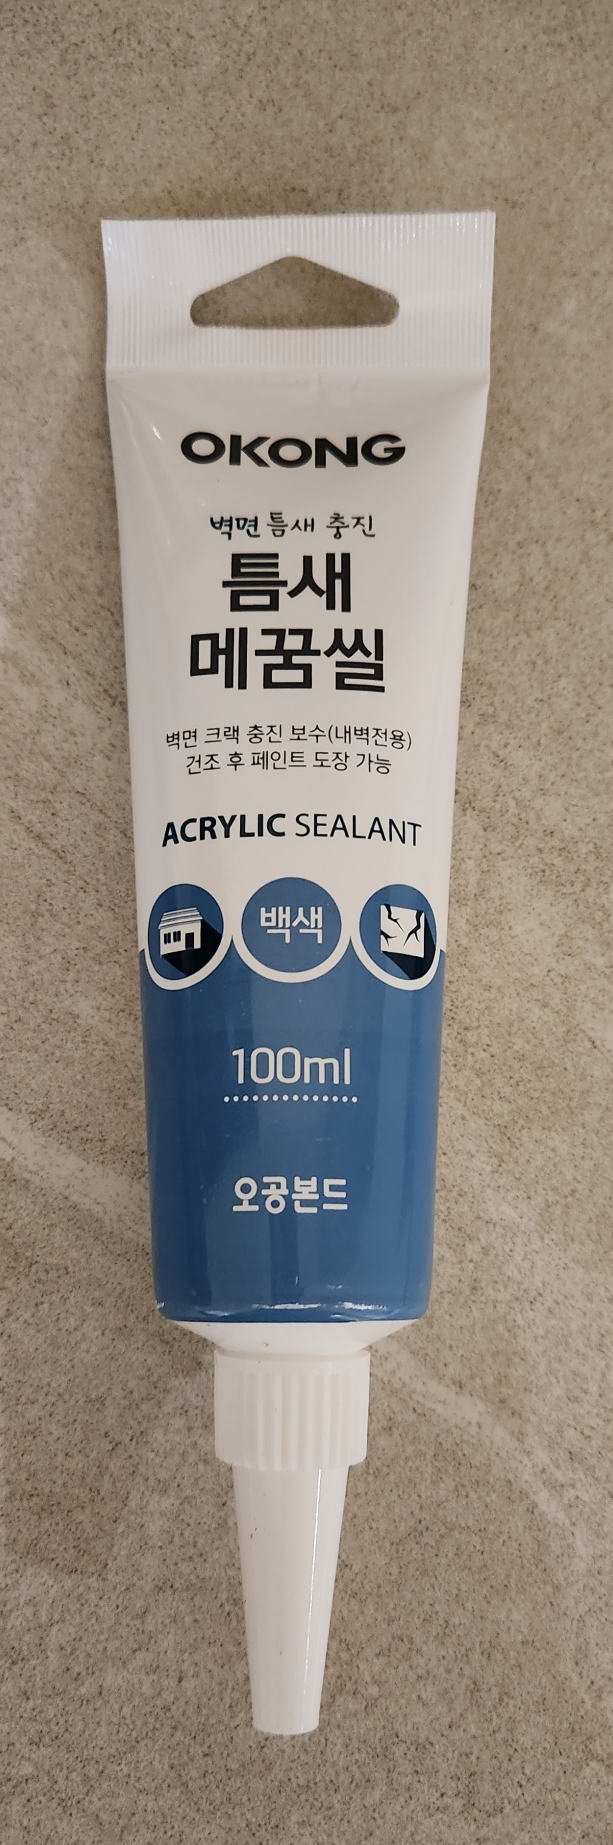 OKONG
벽면 틈새 충진
틈새
메꿈씰
벽면 크랙 충진 보수(내벽전용)
건조 후 페인트 도장 가능
ACRYLIC SEALANT
백색
100ml
오공본드